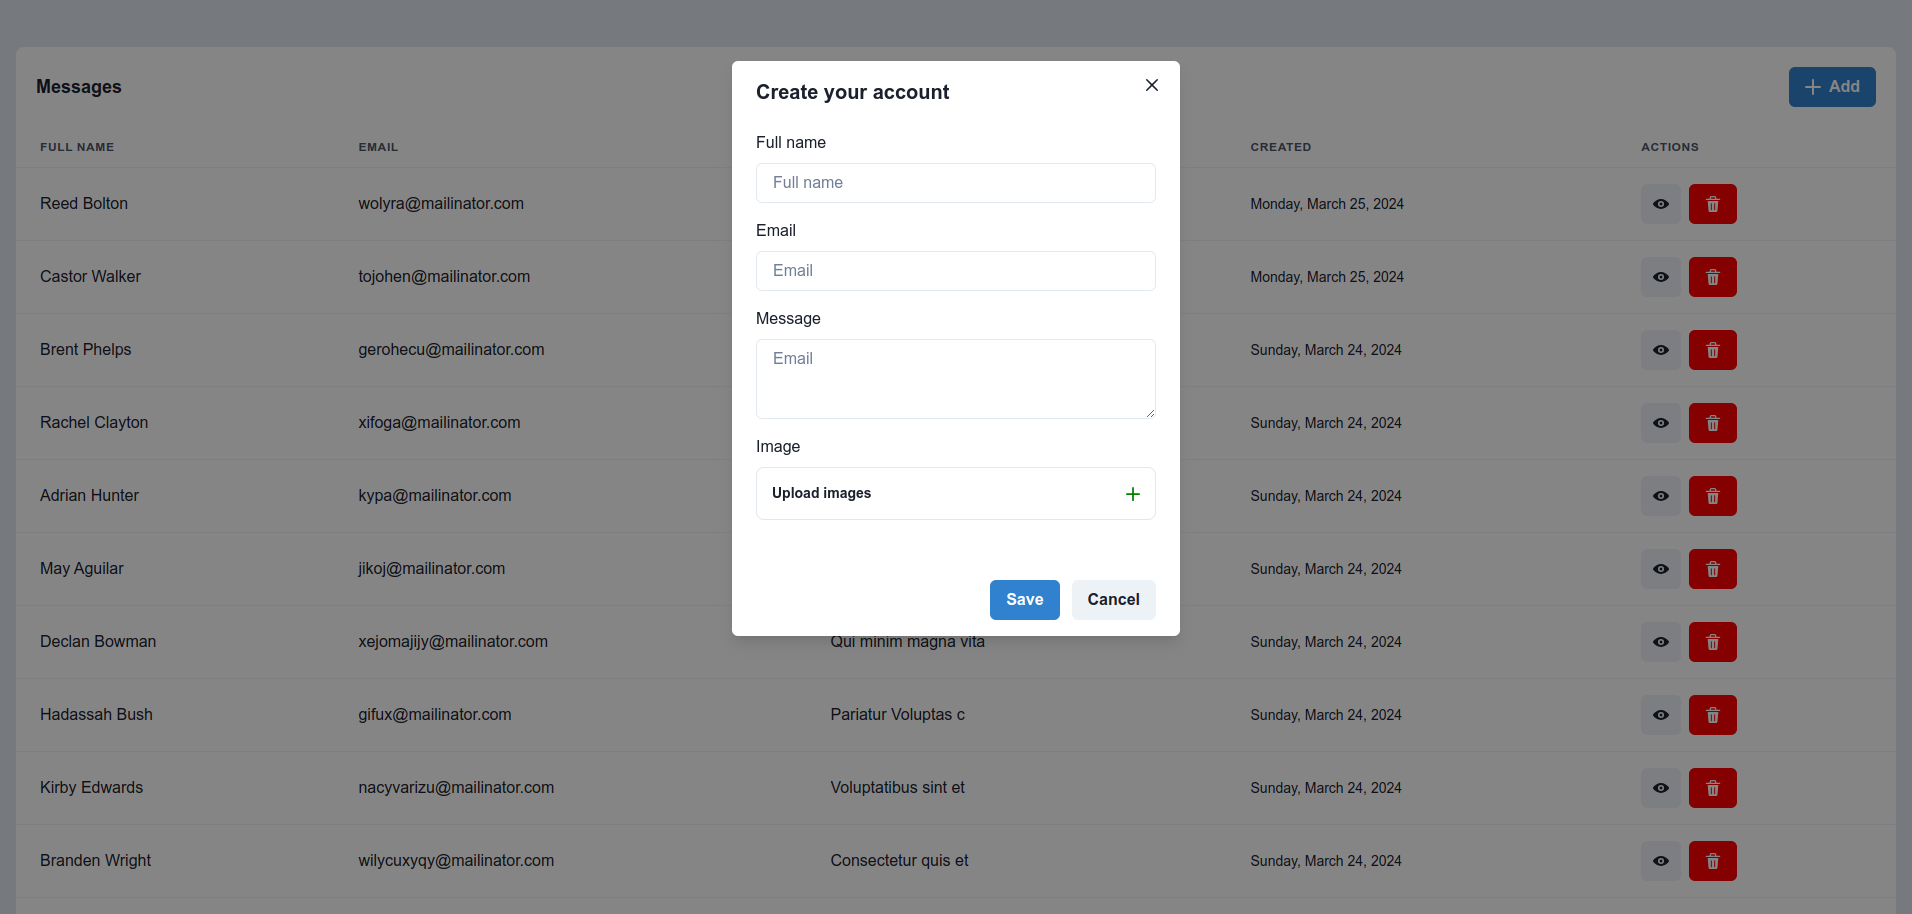 Messages
Add
FULL NAME EMAIL CREATED ACTIONS
Reed Bolton wolyra@mailinator.com Monday, March 25, 2024
Castor Walker tojohen@mailinator.com Monday, March 25, 2024
Brent Phelps gerohecu@mailinator.com Sunday, March 24, 2024
Rachel Clayton xifoga@mailinator.com Sunday, March 24, 2024
Adrian Hunter kypa@mailinator.com Sunday, March 24, 2024
May Aguilar jikoj@mailinator.com Sunday, March 24, 2024
Declan Bowman xejomajijy@mailinator.com Qui minim magna vita Sunday, March 24, 2024
Hadassah Bush gifux@mailinator.com Pariatur Voluptas c Sunday, March 24, 2024
Kirby Edwards nacyvarizu@mailinator.com Voluptatibus sint et Sunday, March 24, 2024
Branden Wright wilycuxyqy@mailinator.com Consectetur quis et Sunday, March 24, 2024
Create your account
Full name
Full name
Email
Email
Message
Email
Image
Upload images
Save Cancel